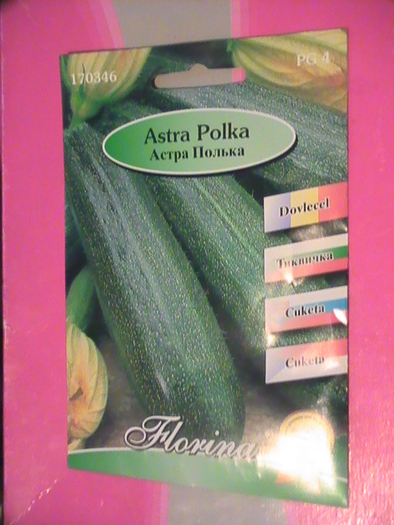 170346
PG 4
Astra Polka
Астра Полька
Dovlecel
Тиквичка
Cuketa
Cuketa
Florina